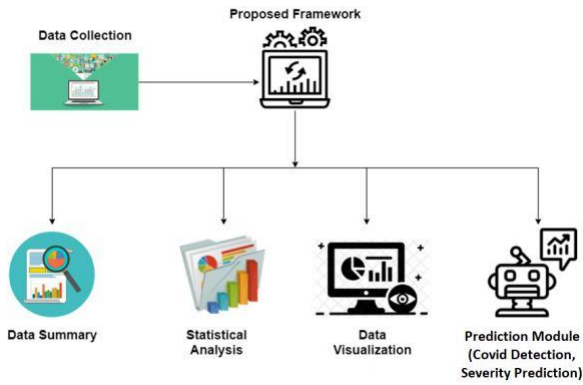 Proposed Framework
Data Collection
Data Summary
Statistical
Analysis
Data
Visualization
Prediction Module
(Covid Detection,
Severity Prediction)